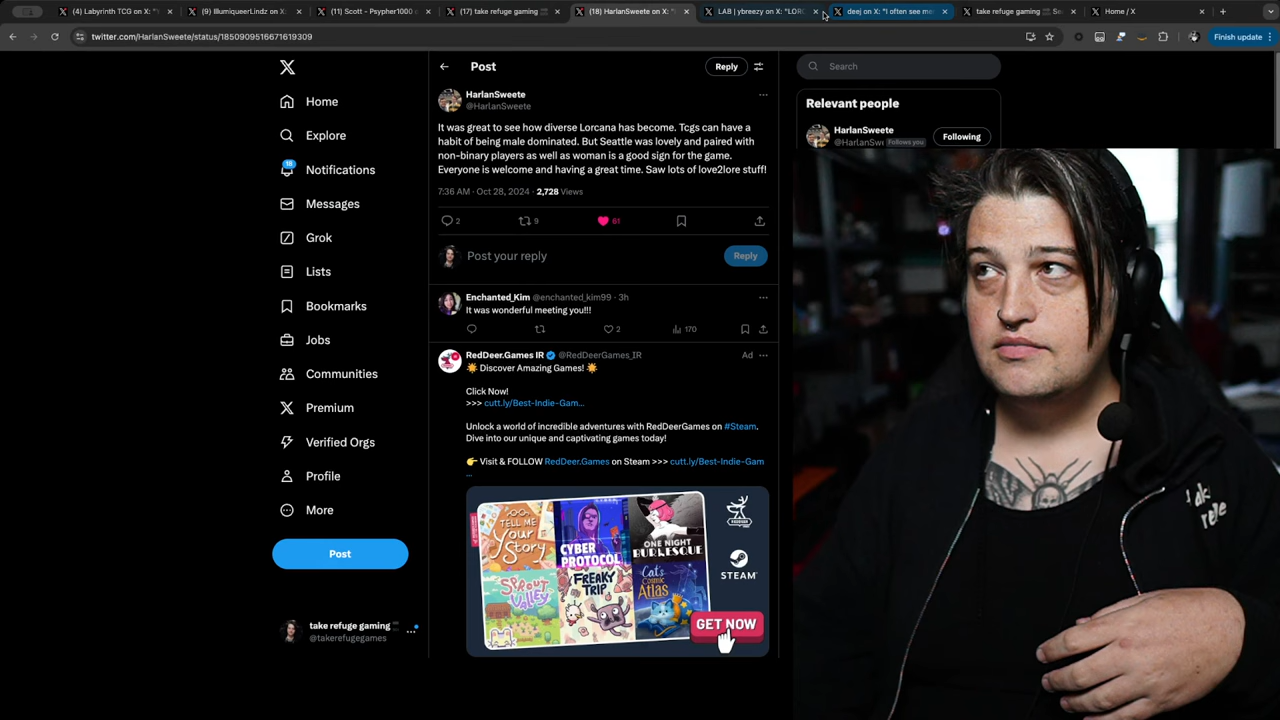 (4) Labyrinth TCG on X: "
(9) IllumiqueerLindz on X:
(11) Scott - Psypher1000
(17) take refuge gaming
(18) HarlanSweete on X: "
LAB | ybreezy on X: "LOR
deej on X: "I often see me
take refuge gaming
Home / X
twitter.com/HarlanSweete/status/1850909516671619309
Finish update
Home
Explore
18
Notifications
Messages
Grok
Lists
Bookmarks
Jobs
Communities
Premium
Verified Orgs
Profile
More
Post
take refuge gaming
@takerefugegames
Post
Reply
HarlanSweete
@HarlanSweete
It was great to see how diverse Lorcana has become. Tcgs can have a
habit of being male dominated. But Seattle was lovely and paired with
non-binary players as well as woman is a good sign for the game.
Everyone is welcome and having a great time. Saw lots of love2lore stuff!
7:36 AM · Oct 28, 2024 · 2,728 Views
2 9 61
Post your reply
Reply
Enchanted_Kim @enchanted_kim99 · 3h
It was wonderful meeting you!!!
2 170
RedDeer.Games IR @RedDeerGames_IR Ad
🌟 Discover Amazing Games! 🌟
Click Now!
>>> cutt.ly/Best-Indie-Gam…
Unlock a world of incredible adventures with RedDeerGames on #Steam.
Dive into our unique and captivating games today!
👉 Visit & FOLLOW RedDeer.Games on Steam >>> cutt.ly/Best-Indie-Gam
…
TELL ME
YOUR
STORY
CYBER
PROTOCOL
ONE NIGHT
BURLESQUE
SPROUT
VALLEY
FREAKY
TRIP
Cat's
Cosmic
Atlas
STEAM
GET NOW
Search
Relevant people
HarlanSweete
@HarlanSw Follows you
Following